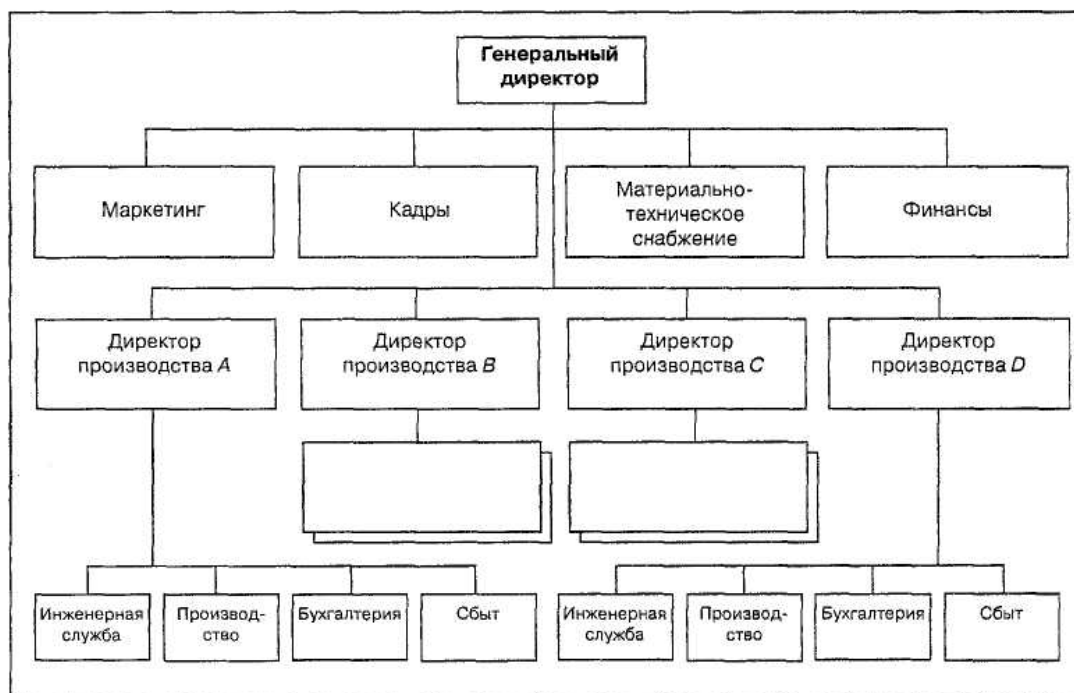 Генеральный
директор
Маркетинг
Кадры
Материально-
техническое
снабжение
Финансы
Директор
производства A
Директор
производства B
Директор
производства C
Директор
производства D
Инженерная
служба
Производ-
ство
Бухгалтерия
Сбыт
Инженерная
служба
Производ-
ство
Бухгалтерия
Сбыт